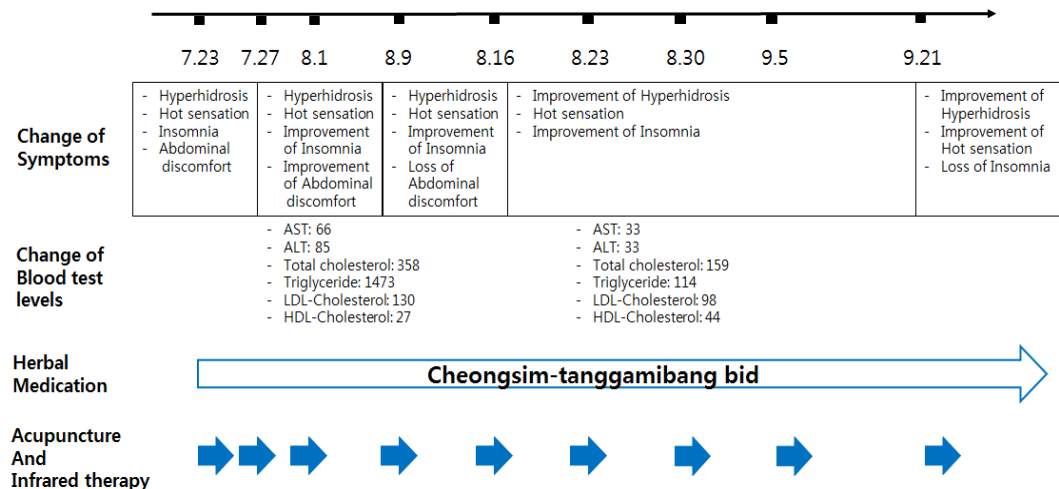 7.23 7.27 8.1 8.9 8.16 8.23 8.30 9.5 9.21
Change of
Symptoms
- Hyperhidrosis
- Hot sensation
- Insomnia
- Abdominal
discomfort
- Hyperhidrosis
- Hot sensation
- Improvement
of Insomnia
- Improvement
of Abdominal
discomfort
- Hyperhidrosis
- Hot sensation
- Improvement
of Insomnia
- Loss of
Abdominal
discomfort
- Improvement of Hyperhidrosis
- Hot sensation
- Improvement of Insomnia
- Improvement of
Hyperhidrosis
- Improvement of
Hot sensation
- Loss of Insomnia
Change of
Blood test
levels
- AST: 66
- ALT: 85
- Total cholesterol: 358
- Triglyceride: 1473
- LDL-Cholesterol: 130
- HDL-Cholesterol: 27
- AST: 33
- ALT: 33
- Total cholesterol: 159
- Triglyceride: 114
- LDL-Cholesterol: 98
- HDL-Cholesterol: 44
Herbal
Medication
Cheongsim-tanggamibang bid
Acupuncture
And
Infrared therapy